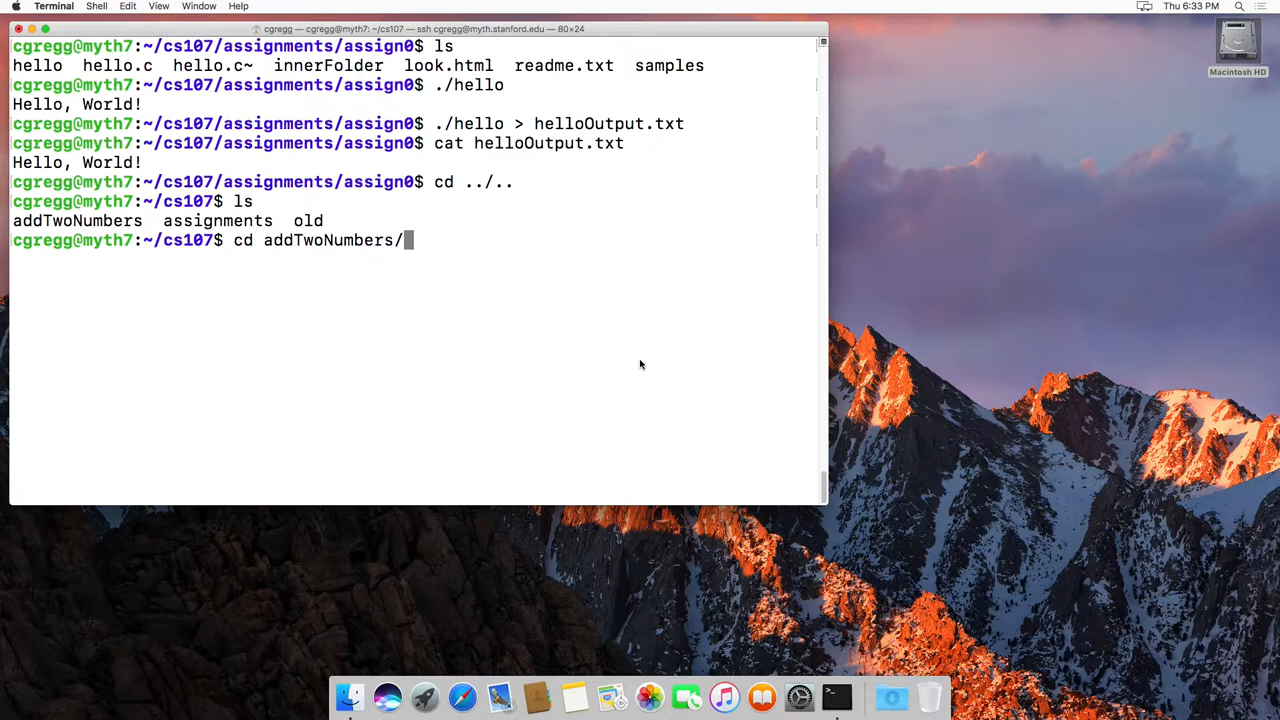 Terminal Shell Edit View Window Help Thu 6:33 PM
cgregg — cgregg@myth7: ~/cs107 — ssh cgregg@myth.stanford.edu — 80×24
Macintosh HD
cgregg@myth7:~/cs107/assignments/assign0$ ls
hello hello.c hello.c~ innerFolder look.html readme.txt samples
cgregg@myth7:~/cs107/assignments/assign0$ ./hello
Hello, World!
cgregg@myth7:~/cs107/assignments/assign0$ ./hello > helloOutput.txt
cgregg@myth7:~/cs107/assignments/assign0$ cat helloOutput.txt
Hello, World!
cgregg@myth7:~/cs107/assignments/assign0$ cd ../..
cgregg@myth7:~/cs107$ ls
addTwoNumbers assignments old
cgregg@myth7:~/cs107$ cd addTwoNumbers/